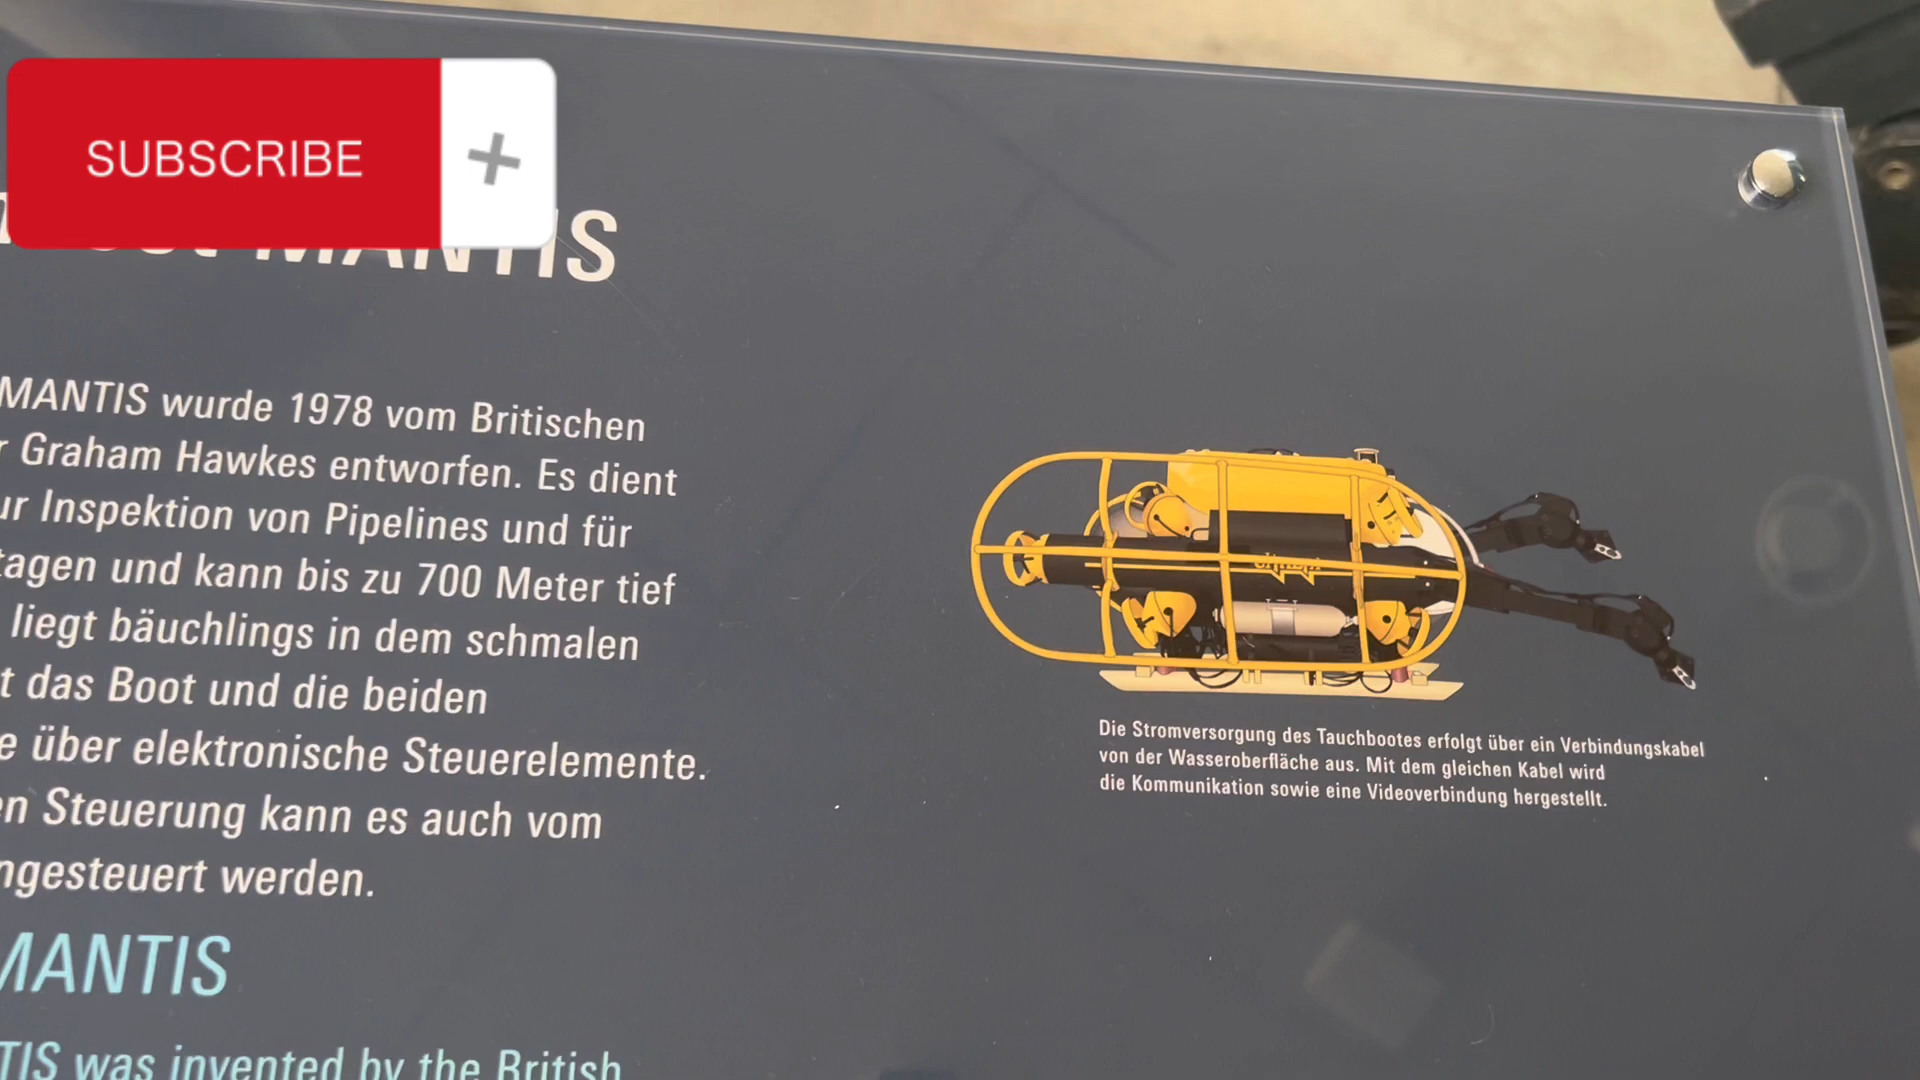 SUBSCRIBE
MANTIS
MANTIS wurde 1978 vom Britischen
Graham Hawkes entworfen. Es dient
Inspektion von Pipelines und für
und kann bis zu 700 Meter tief
liegt bäuchlings in dem schmalen
das Boot und die beiden
über elektronische Steuerelemente.
Steuerung kann es auch vom
werden.
MANTIS
was invented by the British
Die Stromversorgung des Tauchbootes erfolgt über ein Verbindungskabel
von der Wasseroberfläche aus. Mit dem gleichen Kabel wird
die Kommunikation sowie eine Videoverbindung hergestellt.